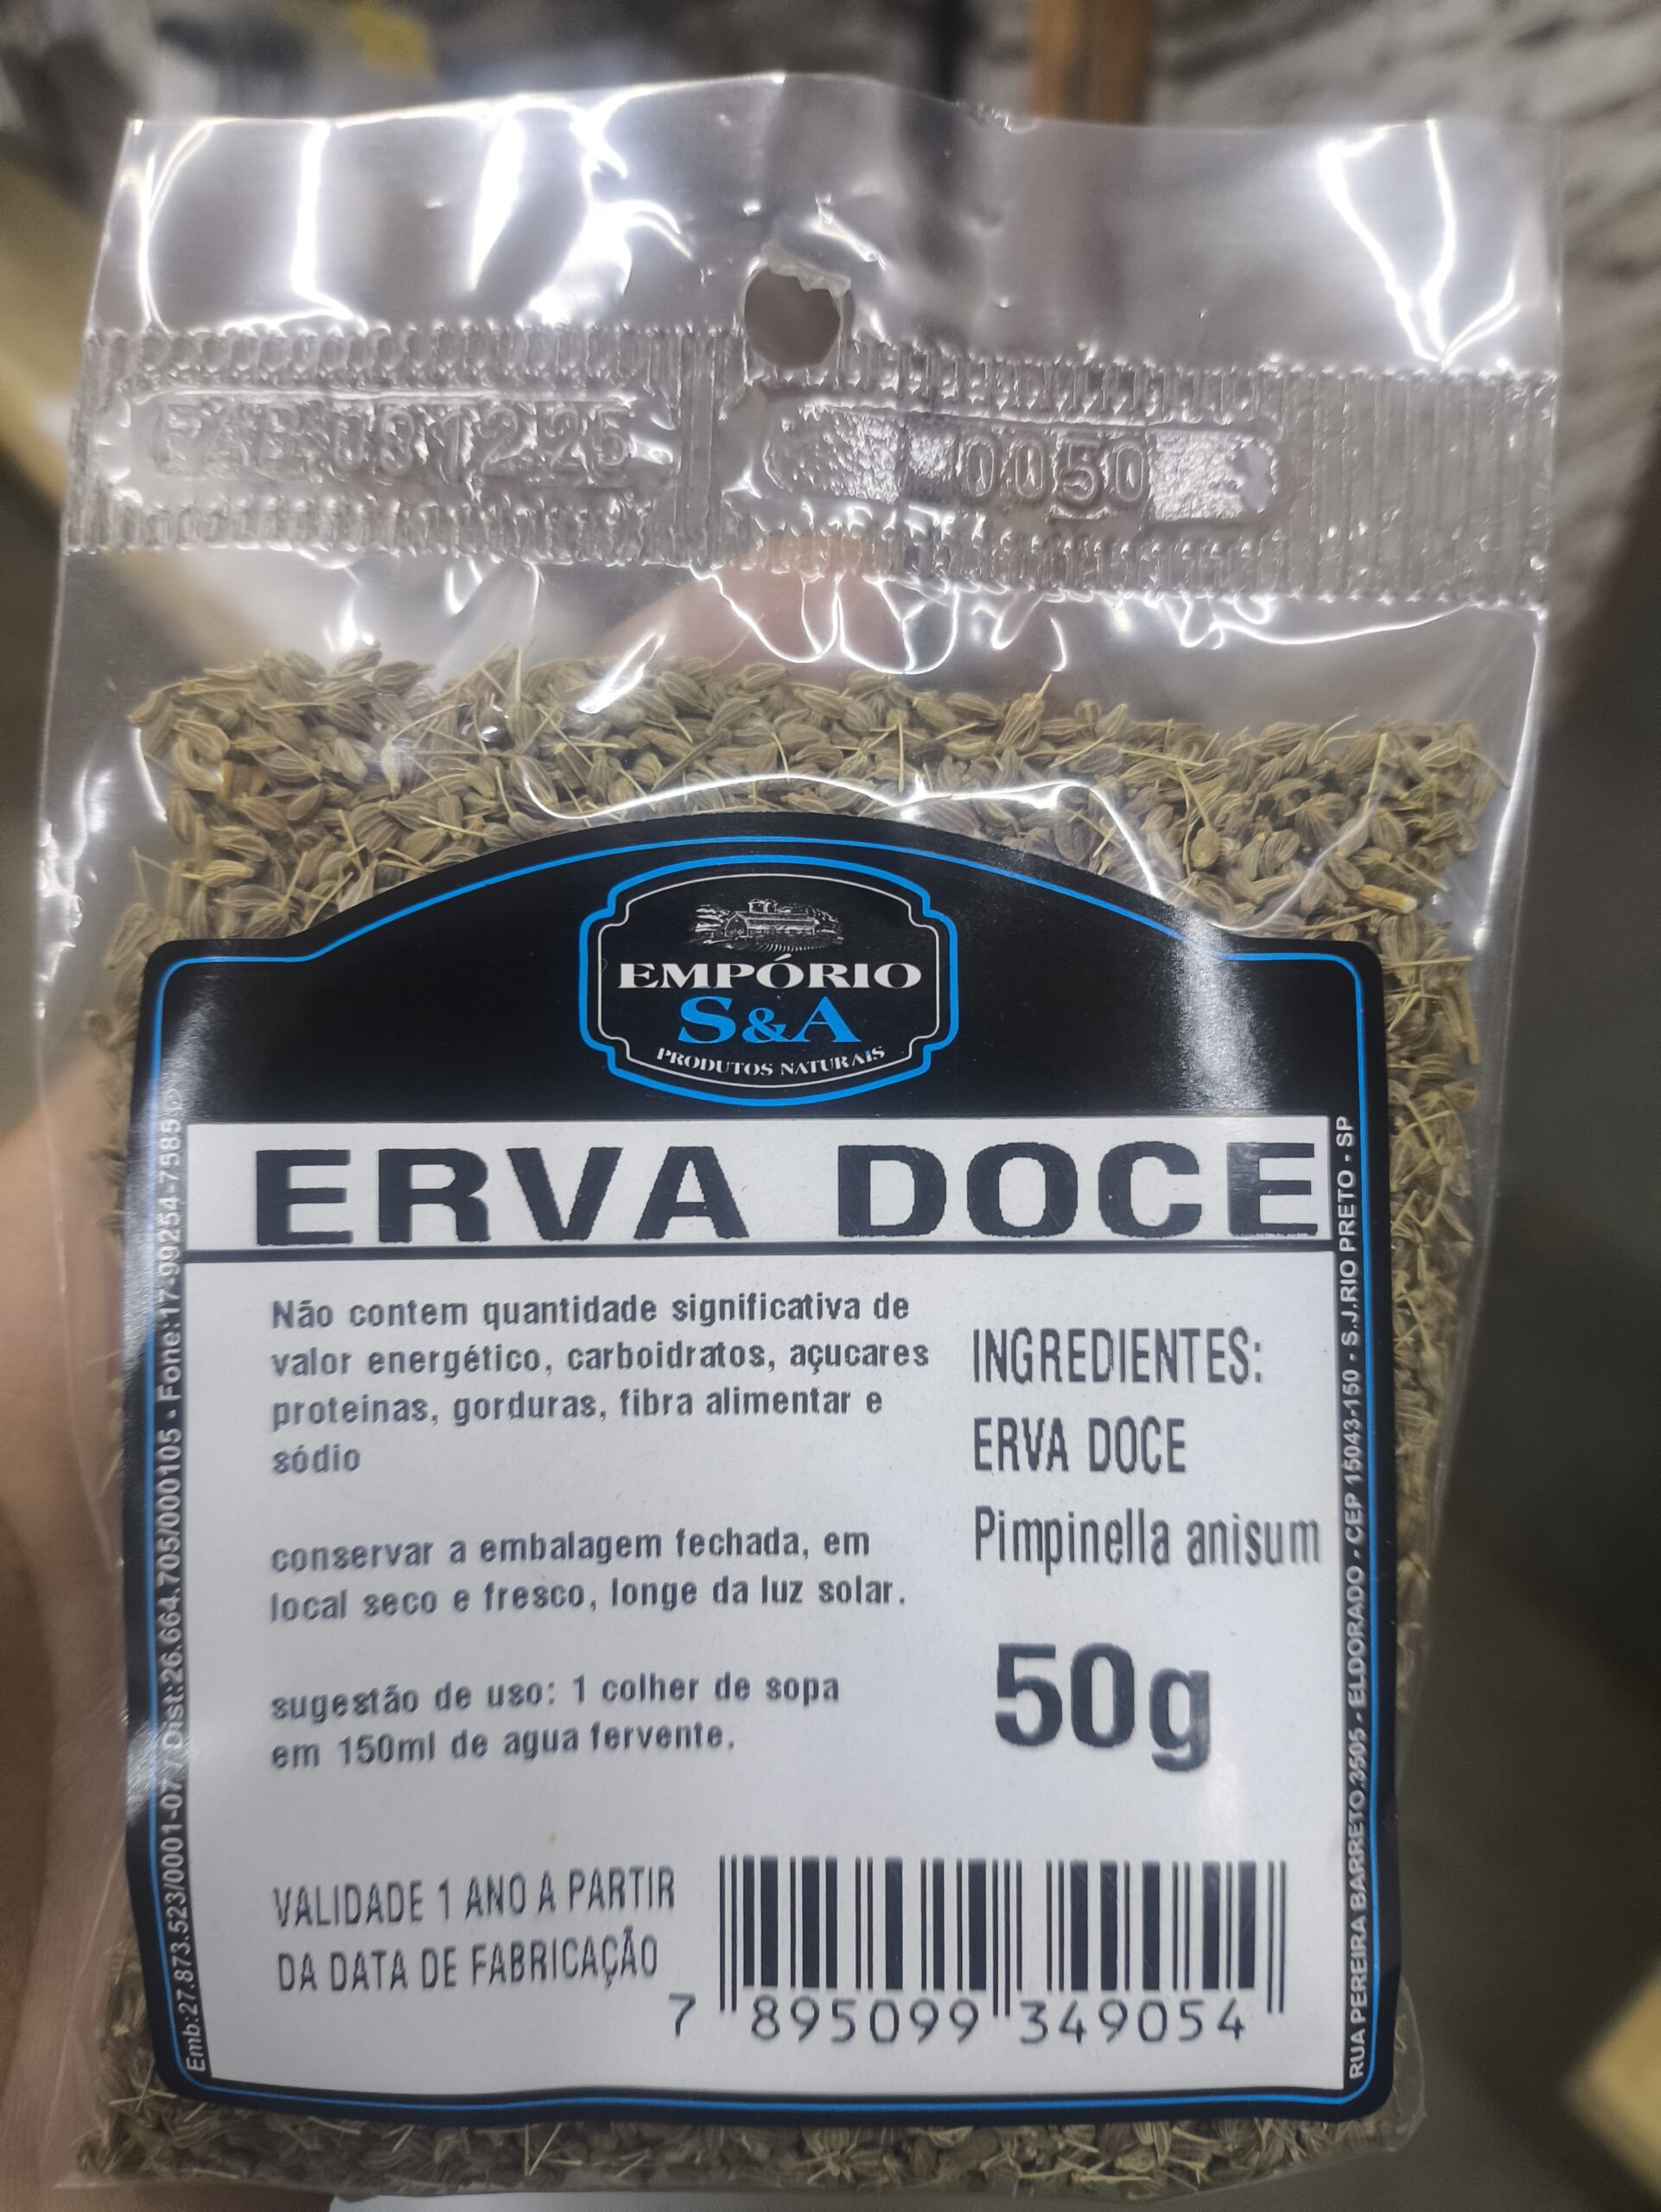 FAB 081225
0050
EMPÓRIO
S&A
PRODUTOS NATURAIS
ERVA DOCE
Não contem quantidade significativa de
valor energético, carboidratos, açucares
proteinas, gorduras, fibra alimentar e
sódio
conservar a embalagem fechada, em
local seco e fresco, longe da luz solar.
sugestão de uso: 1 colher de sopa
em 150ml de agua fervente.
INGREDIENTES:
ERVA DOCE
Pimpinella anisum
50g
VALIDADE 1 ANO A PARTIR
DA DATA DE FABRICAÇÃO
7 895099 349054
Emb:27.873.523/0001-07 / Dist:26.664.705/000105 - Fone:17-99254-7585
RUA PEREIRA BARRETO,3505 - ELDORADO - CEP 15043-150 - S.J.RIO PRETO - SP